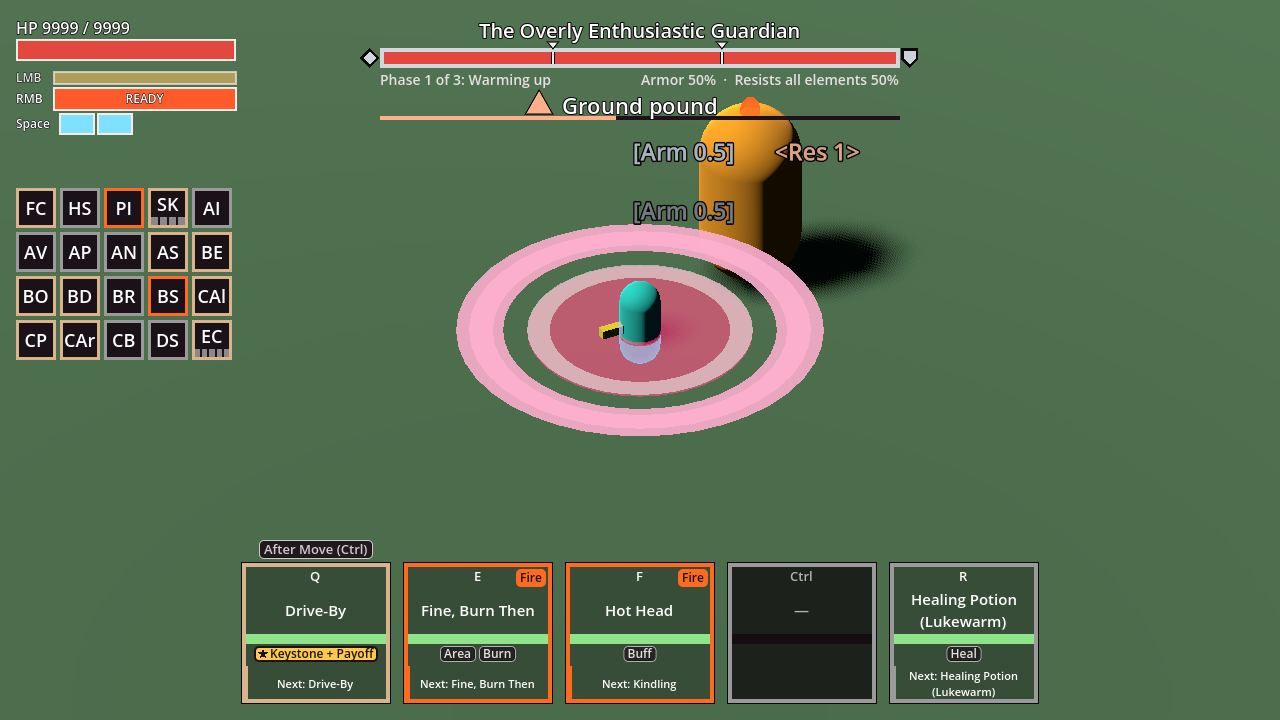 HP 9999 / 9999
LMB
RMB READY
Space
The Overly Enthusiastic Guardian
Phase 1 of 3: Warming up
Armor 50% · Resists all elements 50%
Ground pound
[Arm 0.5] <Res 1>
[Arm 0.5]
FC HS PI SK AI
AV AP AN AS BE
BO BD BR BS CAl
CP CAr CB DS EC
After Move (Ctrl)
Q
Drive-By
★ Keystone + Payoff
Next: Drive-By
E Fire
Fine, Burn Then
Area Burn
Next: Fine, Burn Then
F Fire
Hot Head
Buff
Next: Kindling
Ctrl
—
R
Healing Potion
(Lukewarm)
Heal
Next: Healing Potion
(Lukewarm)